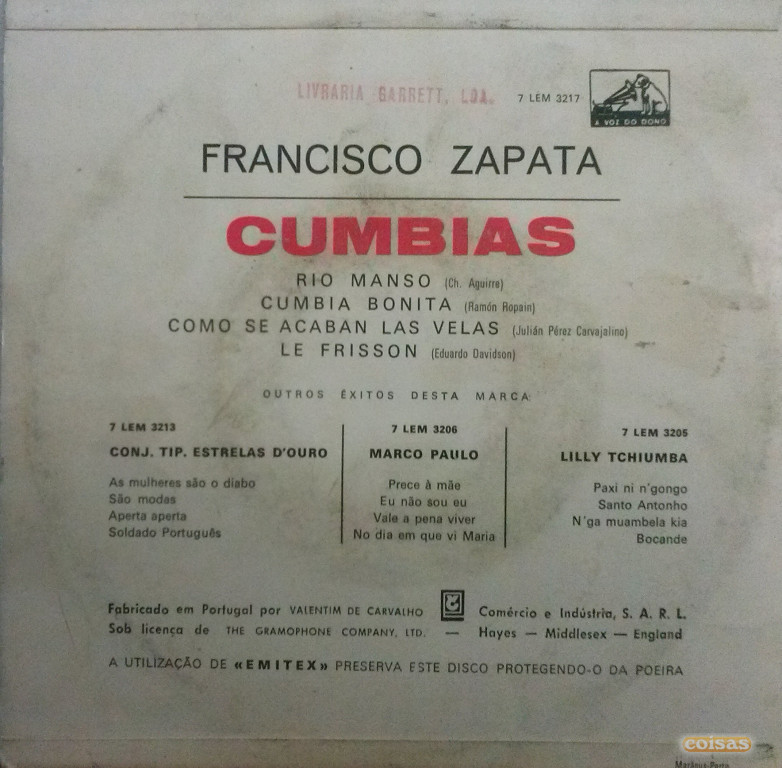 LIVRARIA GARRETT, LDA.
7 LEM 3217
A VOZ DO DONO
FRANCISCO ZAPATA
CUMBIAS
RIO MANSO (Ch. Aguirre)
CUMBIA BONITA (Ramón Ropain)
COMO SE ACABAN LAS VELAS (Julián Pérez Carvajalino)
LE FRISSON (Eduardo Davidson)
OUTROS ÊXITOS DESTA MARCA
7 LEM 3213
CONJ. TIP. ESTRELAS D'OURO
As mulheres são o diabo
São modas
Aperta aperta
Soldado Português
7 LEM 3206
MARCO PAULO
Prece à mãe
Eu não sou eu
Vale a pena viver
No dia em que vi Maria
7 LEM 3205
LILLY TCHIUMBA
Paxi ni n'gongo
Santo Antonho
N'ga muambela kia
Bocande
Fabricado em Portugal por VALENTIM DE CARVALHO Comércio e Indústria, S. A. R. L.
Sob licença de THE GRAMOPHONE COMPANY, LTD. — Hayes — Middlesex — England
A UTILIZAÇÃO DE «EMITEX» PRESERVA ESTE DISCO PROTEGENDO-O DA POEIRA
coisas